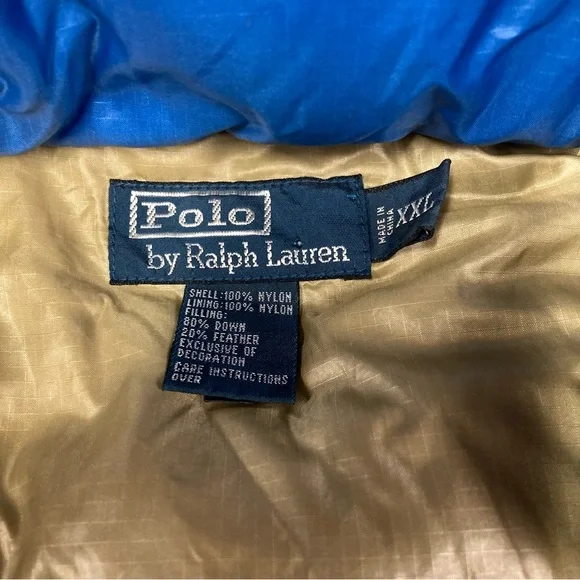 Polo
by Ralph Lauren
MADE IN
CHINA
XXL
SHELL:100% NYLON
LINING:100% NYLON
FILLING:
80% DOWN
20% FEATHER
EXCLUSIVE OF
DECORATION
CARE INSTRUCTIONS
OVER